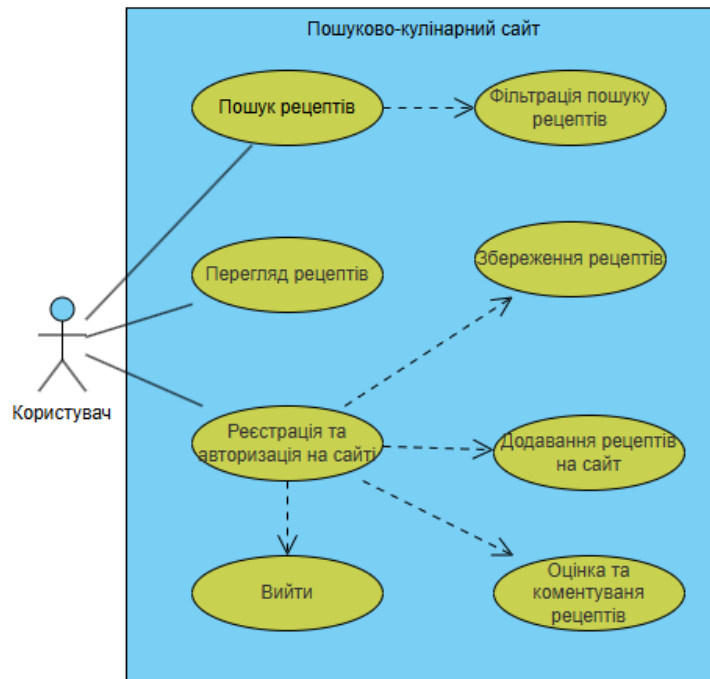 Пошуково-кулінарний сайт
Пошук рецептів
Фільтрація пошуку
рецептів
Перегляд рецептів
Збереження рецептів
Користувач
Реєстрація та
авторизація на сайті
Додавання рецептів
на сайт
Вийти
Оцінка та
коментуваня
рецептів